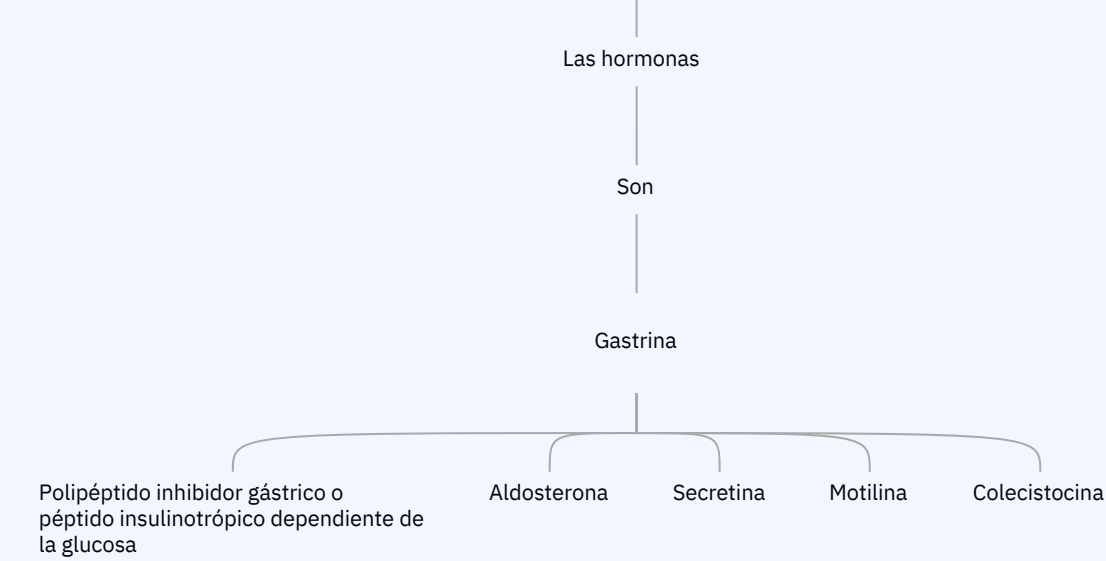 Las hormonas
Son
Gastrina
Polipéptido inhibidor gástrico o
péptido insulinotrópico dependiente de
la glucosa
Aldosterona
Secretina
Motilina
Colecistocina